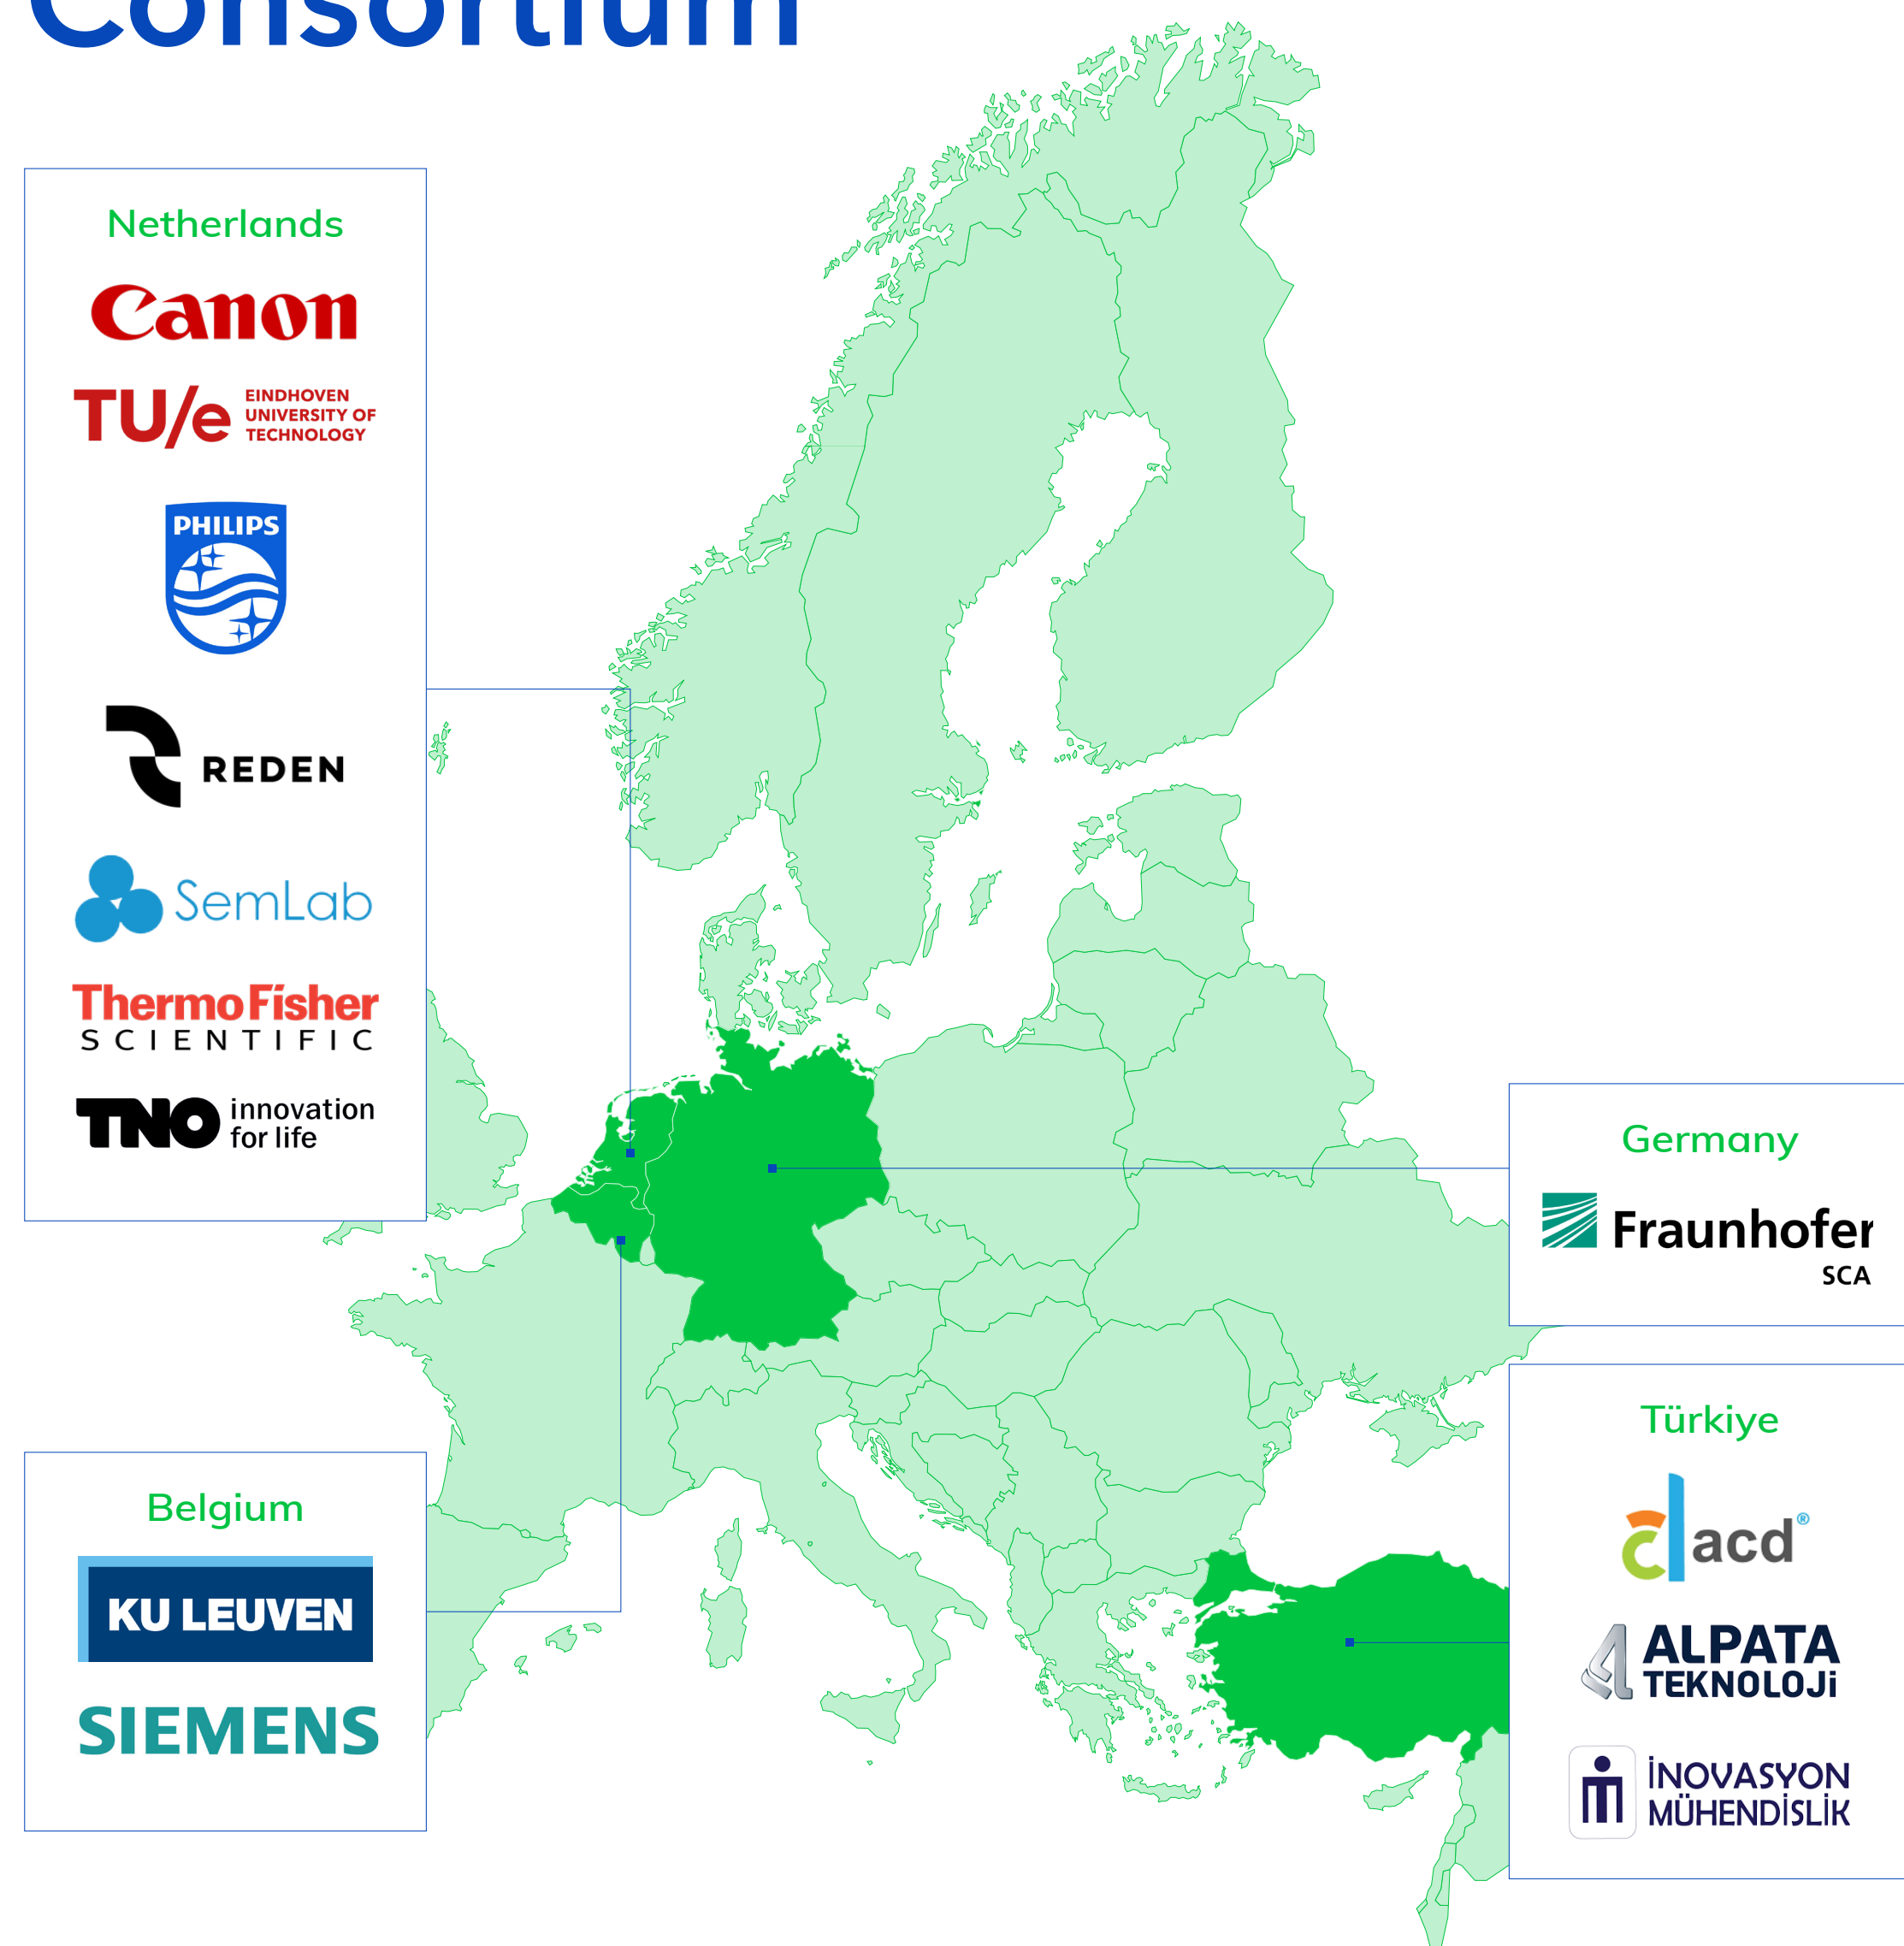 Consortium
Netherlands
Canon
TU/e EINDHOVEN
UNIVERSITY OF
TECHNOLOGY
PHILIPS
REDEN
SemLab
ThermoFisher
SCIENTIFIC
TNO innovation
for life
Belgium
KU LEUVEN
SIEMENS
Germany
Fraunhofer
SCA
Türkiye
acd®
ALPATA
TEKNOLOJi
İNOVASYON
MÜHENDİSLİK